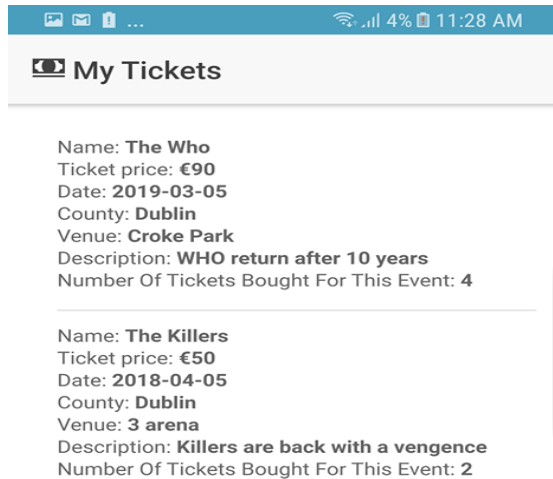 ... 4% 11:28 AM
My Tickets
Name: The Who
Ticket price: €90
Date: 2019-03-05
County: Dublin
Venue: Croke Park
Description: WHO return after 10 years
Number Of Tickets Bought For This Event: 4
Name: The Killers
Ticket price: €50
Date: 2018-04-05
County: Dublin
Venue: 3 arena
Description: Killers are back with a vengence
Number Of Tickets Bought For This Event: 2